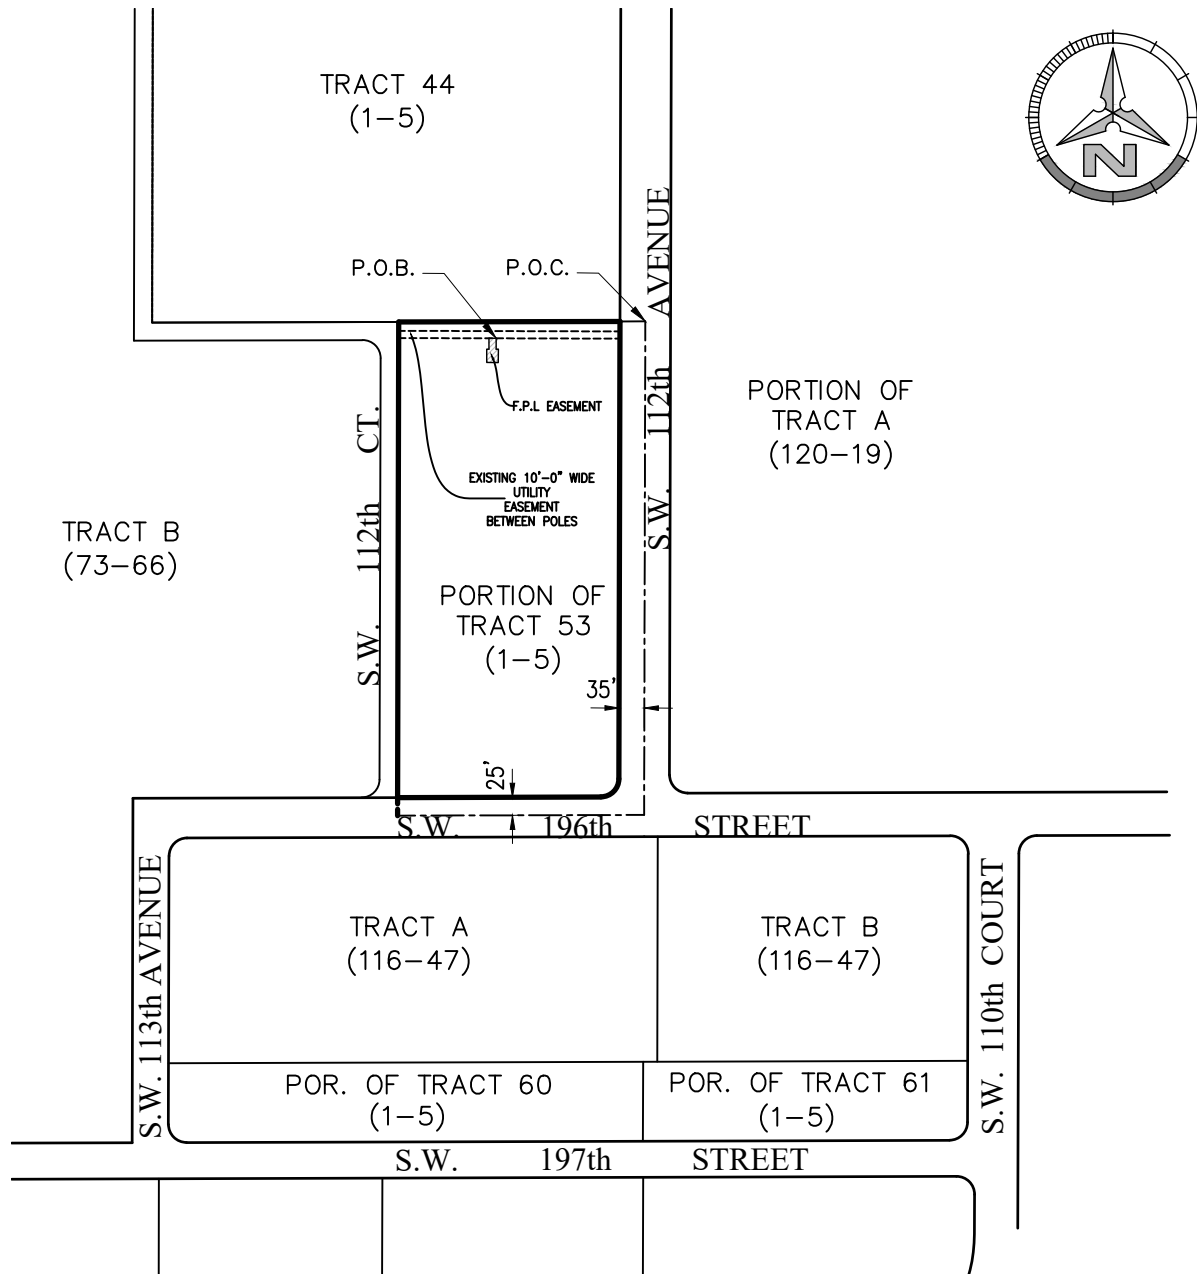 TRACT 44
(1-5)
N
P.O.B.
P.O.C.
S.W. 112th AVENUE
F.P.L EASEMENT
PORTION OF
TRACT A
(120-19)
S.W. 112th CT.
EXISTING 10'-0" WIDE
UTILITY
EASEMENT
BETWEEN POLES
TRACT B
(73-66)
PORTION OF
TRACT 53
(1-5)
35'
25'
S.W. 196th STREET
S.W. 113th AVENUE
TRACT A
(116-47)
TRACT B
(116-47)
S.W. 110th COURT
POR. OF TRACT 60
(1-5)
POR. OF TRACT 61
(1-5)
S.W. 197th STREET